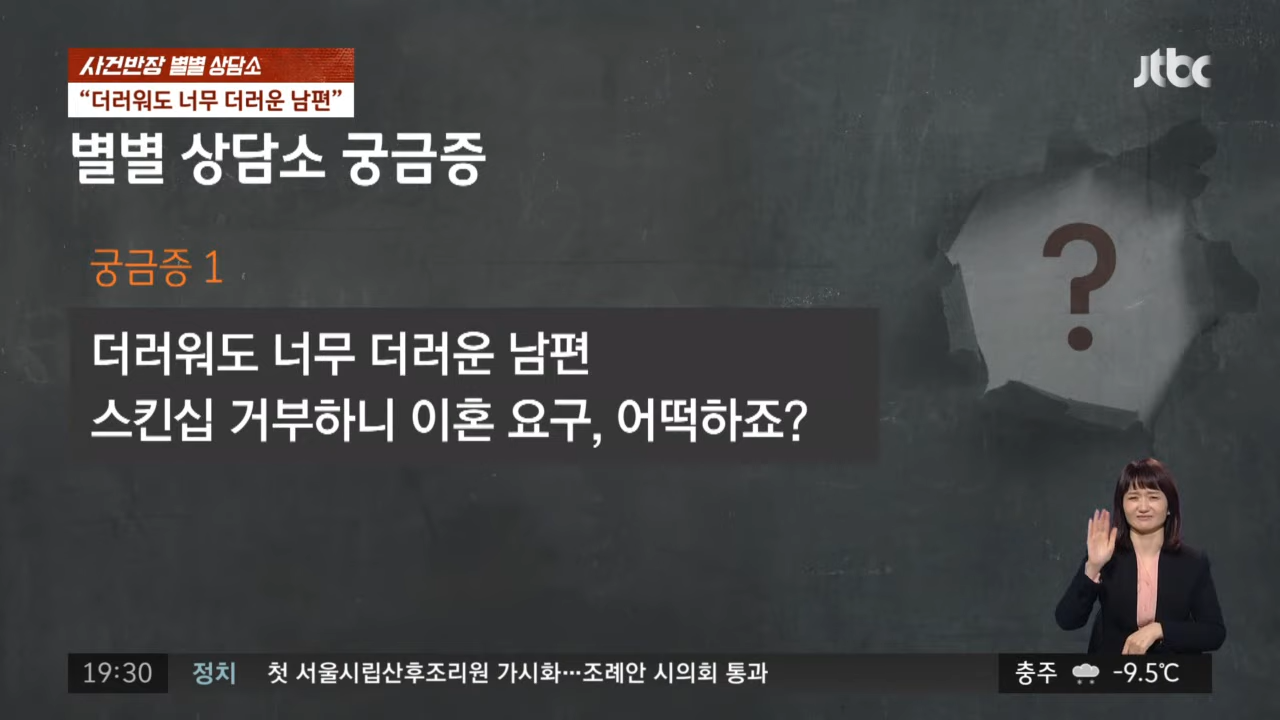 사건반장 별별 상담소
“더러워도 너무 더러운 남편”
jtbc
별별 상담소 궁금증
궁금증 1
더러워도 너무 더러운 남편
스킨십 거부하니 이혼 요구, 어떡하죠?
?
19:30 정치 첫 서울시립산후조리원 가시화…조례안 시의회 통과
충주 -9.5℃